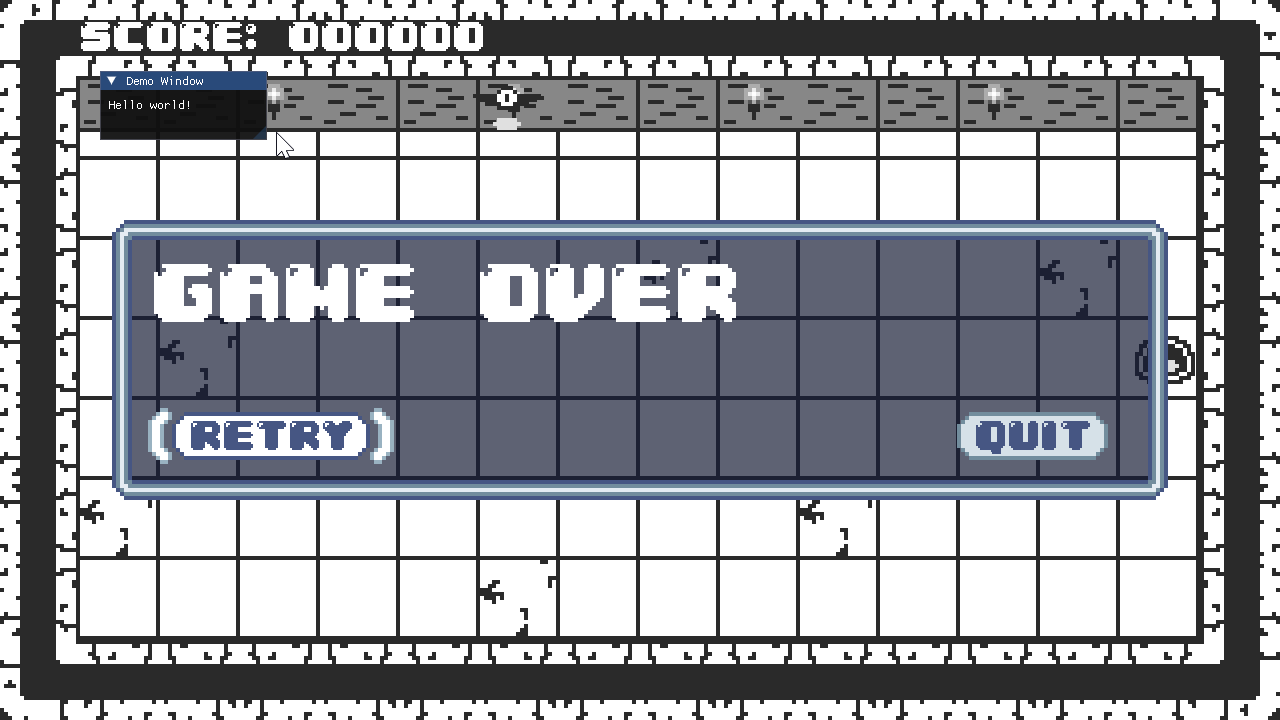 SCORE: 000000
Demo Window
Hello world!
GAME OVER
(RETRY)
QUIT